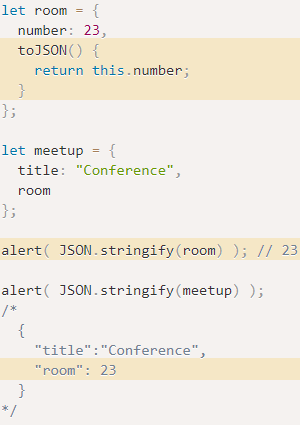 let room = {
  number: 23,
  toJSON() {
    return this.number;
  }
};

let meetup = {
  title: "Conference",
  room
};

alert( JSON.stringify(room) ); // 23

alert( JSON.stringify(meetup) );
/*
  {
    "title":"Conference",
    "room": 23
  }
*/